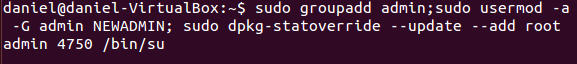 daniel@daniel-VirtualBox:~$ sudo groupadd admin;sudo usermod -a
-G admin NEWADMIN; sudo dpkg-statoverride --update --add root
admin 4750 /bin/su